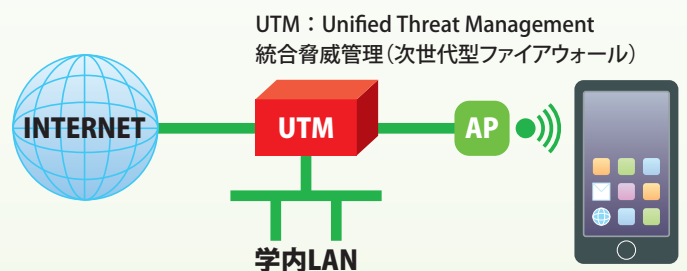 UTM：Unified Threat Management
統合脅威管理（次世代型ファイアウォール）
INTERNET
UTM
AP
学内LAN